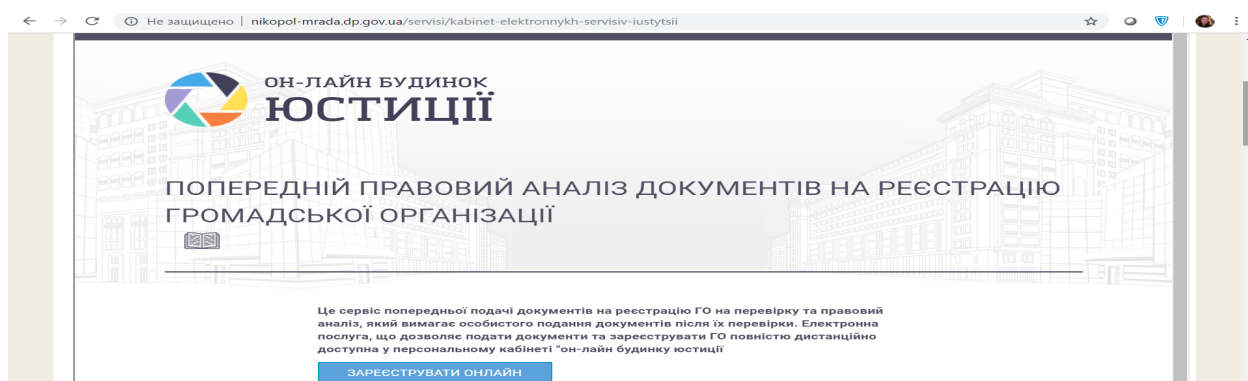 Не защищено | nikopol-mrada.dp.gov.ua/servisi/kabinet-elektronnykh-servisiv-iustytsii
ОН-ЛАЙН БУДИНОК
ЮСТИЦІЇ
ПОПЕРЕДНІЙ ПРАВОВИЙ АНАЛІЗ ДОКУМЕНТІВ НА РЕЄСТРАЦІЮ
ГРОМАДСЬКОЇ ОРГАНІЗАЦІЇ
Це сервіс попередньої подачі документів на реєстрацію ГО на перевірку та правовий
аналіз, який вимагає особистого подання документів після їх перевірки. Електронна
послуга, що дозволяє подати документи та зареєструвати ГО повністю дистанційно
доступна у персональному кабінеті "он-лайн будинку юстиції
ЗАРЕЄСТРУВАТИ ОНЛАЙН